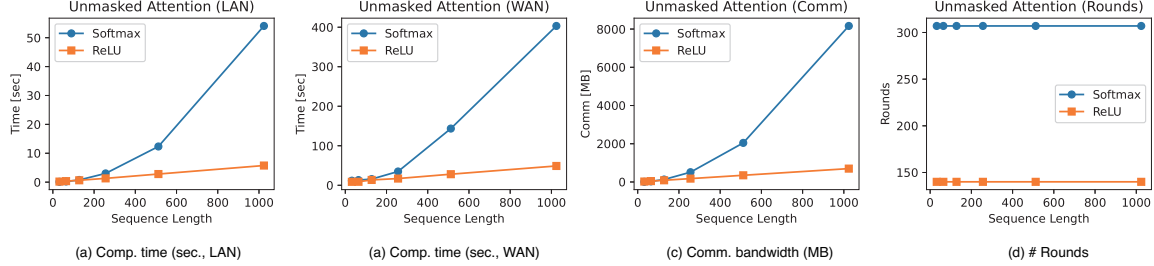 Unmasked Attention (LAN)
Softmax
ReLU
50
40
30
20
10
0
Time [sec]
0 200 400 600 800 1000
Sequence Length
(a) Comp. time (sec., LAN)
Unmasked Attention (WAN)
Softmax
ReLU
400
300
200
100
0
Time [sec]
0 200 400 600 800 1000
Sequence Length
(a) Comp. time (sec., WAN)
Unmasked Attention (Comm)
Softmax
ReLU
8000
6000
4000
2000
0
Comm [MB]
0 200 400 600 800 1000
Sequence Length
(c) Comm. bandwidth (MB)
Unmasked Attention (Rounds)
300
250
200
150
Rounds
Softmax
ReLU
0 200 400 600 800 1000
Sequence Length
(d) # Rounds